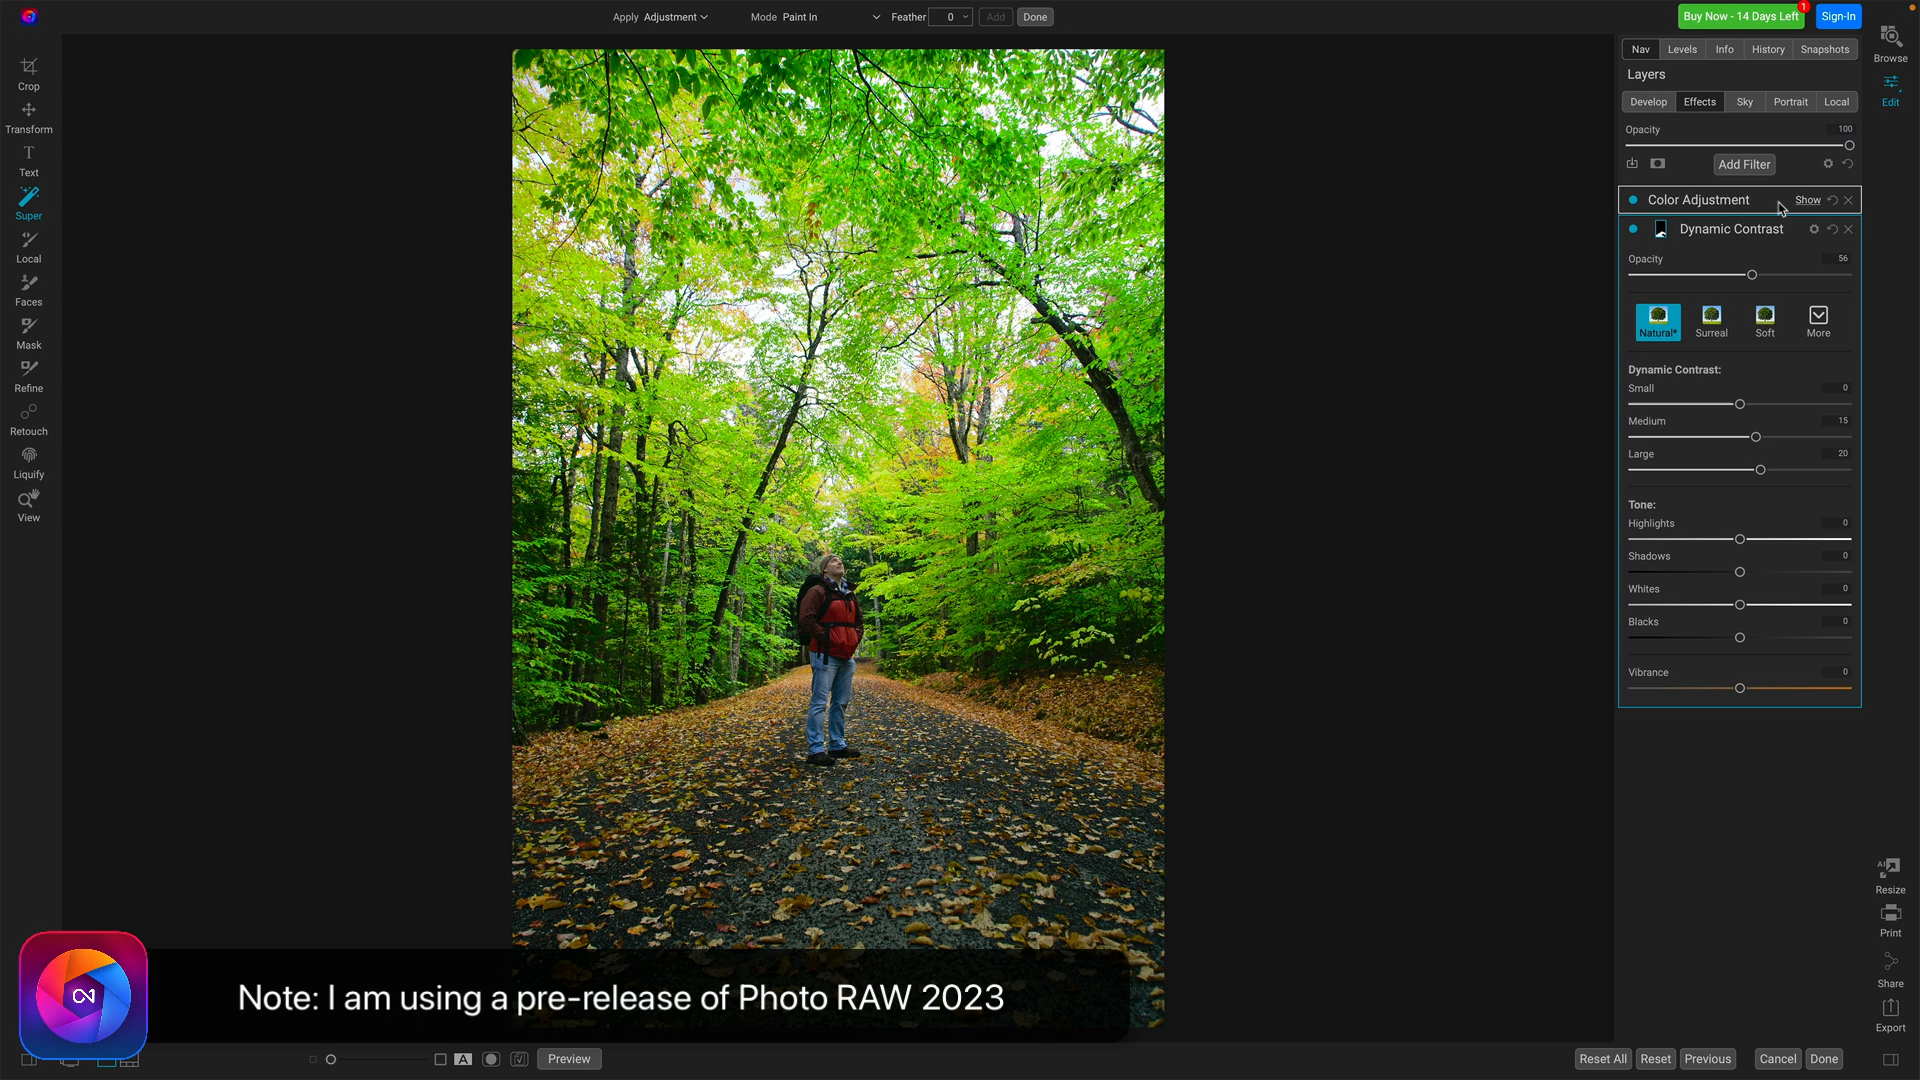 Apply Adjustment Mode Paint In Feather 0 Add Done
Buy Now - 14 Days Left 1 Sign-In
Crop
Transform
Text
Super
Local
Faces
Mask
Refine
Retouch
Liquify
View
Nav Levels Info History Snapshots
Layers
Develop Effects Sky Portrait Local
Opacity 100
Add Filter
Color Adjustment Show
Dynamic Contrast
Opacity 56
Natural* Surreal Soft More
Dynamic Contrast:
Small 0
Medium 15
Large 20
Tone:
Highlights 0
Shadows 0
Whites 0
Blacks 0
Vibrance 0
Browse
Edit
AI
Resize
Print
Share
Export
Note: I am using a pre-release of Photo RAW 2023
A Preview
Reset All Reset Previous Cancel Done